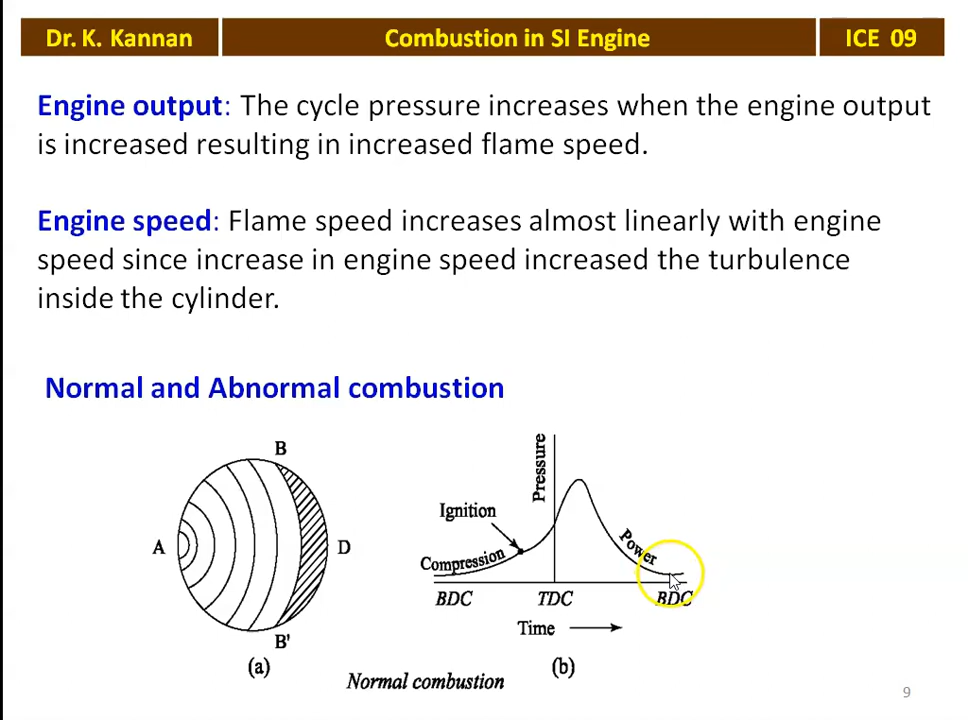 Dr. K. Kannan
Combustion in SI Engine
ICE 09
Engine output: The cycle pressure increases when the engine output
is increased resulting in increased flame speed.
Engine speed: Flame speed increases almost linearly with engine
speed since increase in engine speed increased the turbulence
inside the cylinder.
Normal and Abnormal combustion
B
A
D
B'
(a)
Pressure
Ignition
Compression
Power
BDC
TDC
BDC
Time
(b)
Normal combustion
9